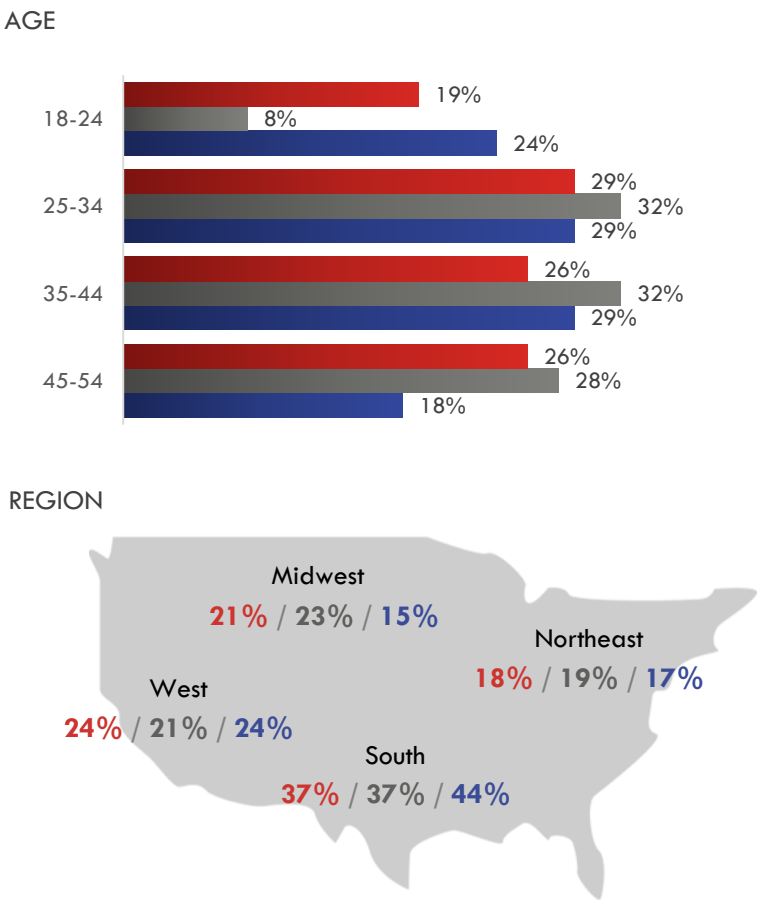 AGE
19%
18-24
8%
24%
29%
25-34
32%
29%
26%
35-44
32%
29%
26%
45-54
28%
18%
REGION
Midwest
21% / 23% / 15%
Northeast
18% / 19% / 17%
West
24% / 21% / 24%
South
37% / 37% / 44%